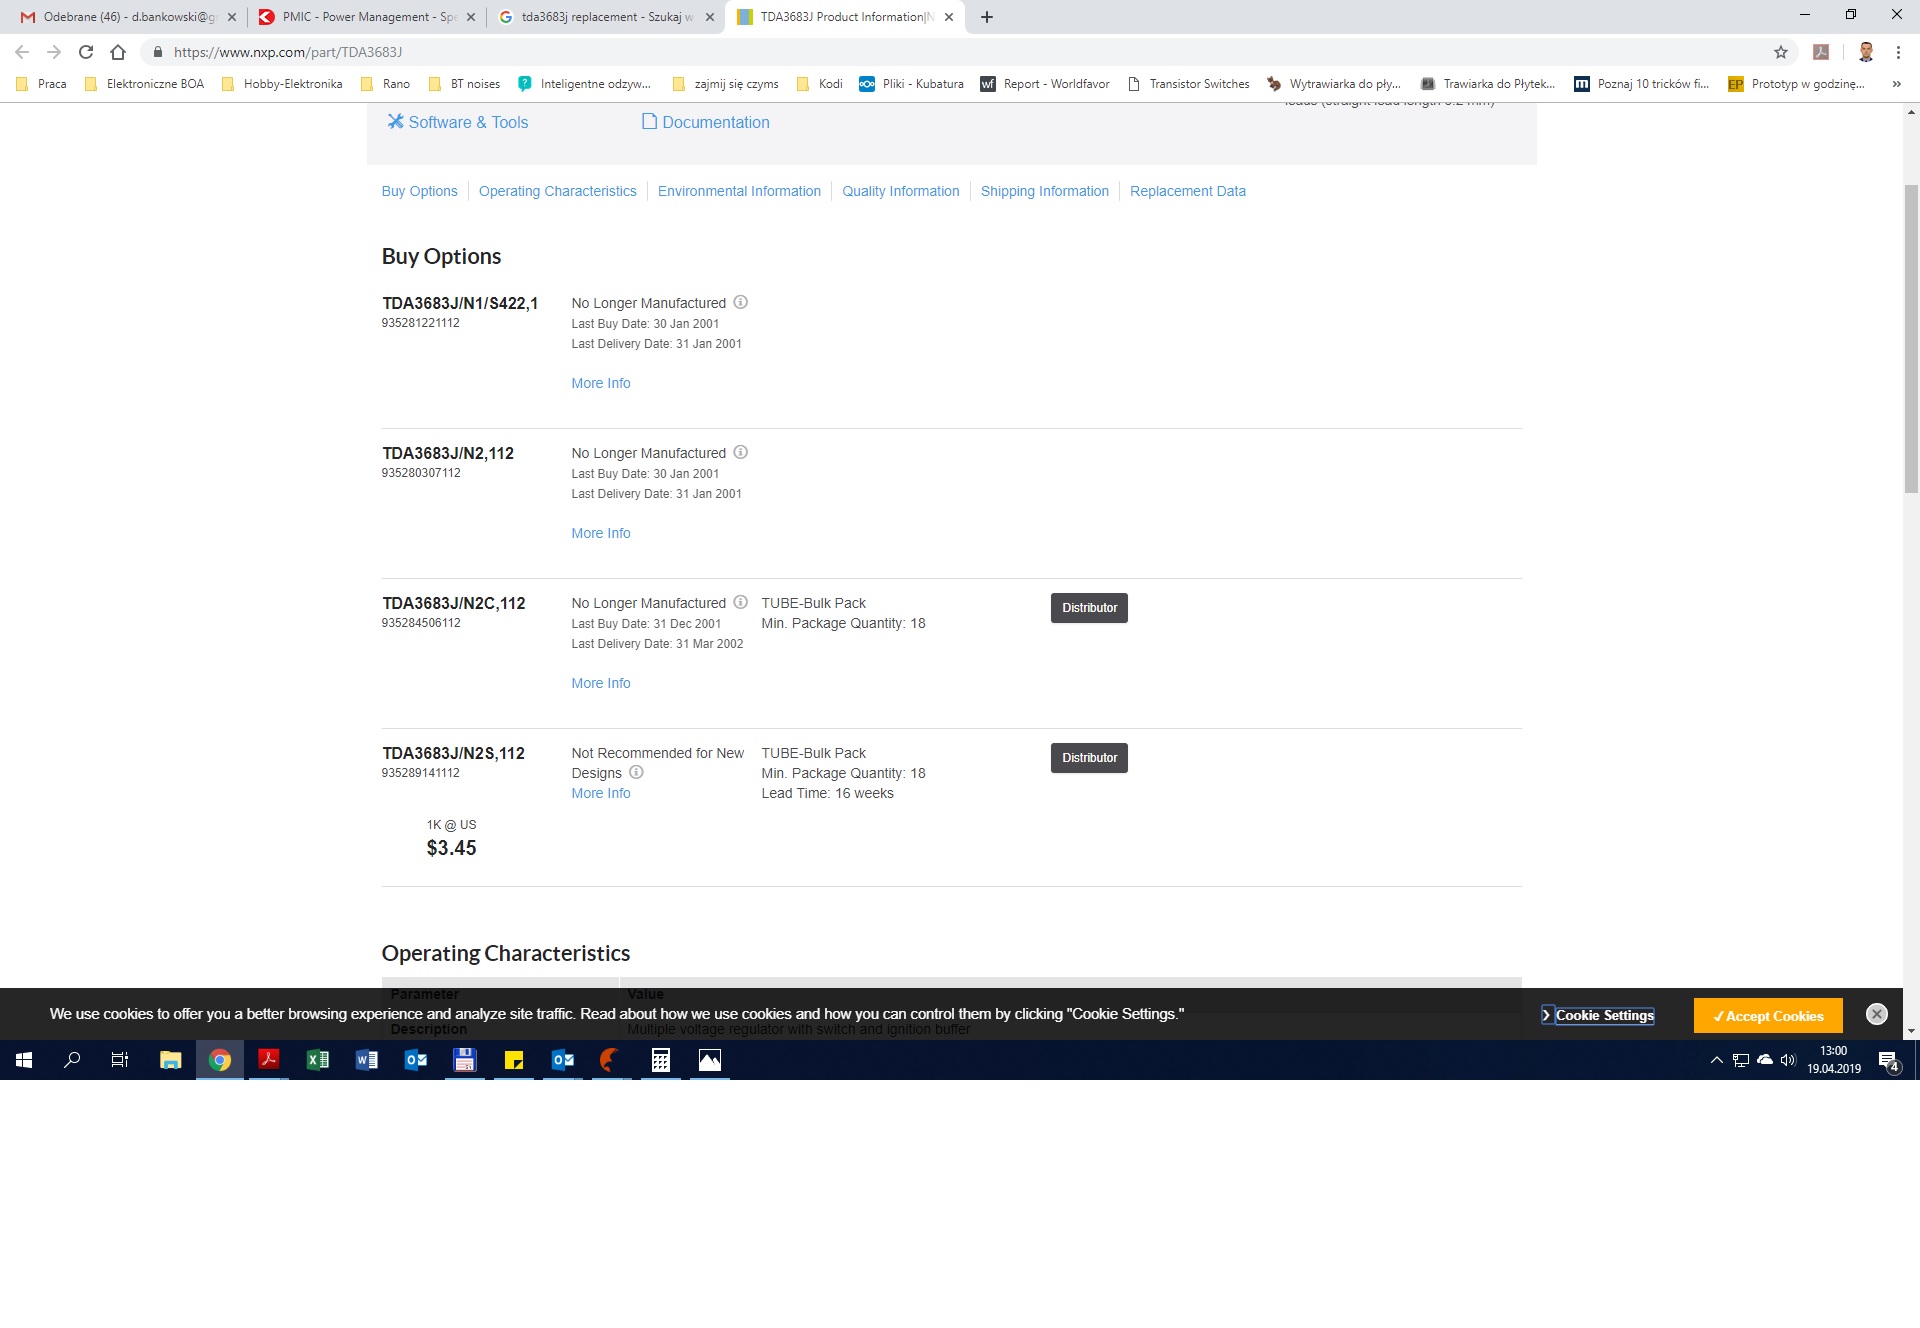 Odebrane (46) - d.bankowski@g
PMIC - Power Management - Spe
tda3683j replacement - Szukaj w
TDA3683J Product Information|N
https://www.nxp.com/part/TDA3683J
Praca
Elektroniczne BOA
Hobby-Elektronika
Rano
BT noises
Inteligentne odzyw...
zajmij się czyms
Kodi
Pliki - Kubatura
wf Report - Worldfavor
Transistor Switches
Wytrawiarka do pły...
Trawiarka do Płytek...
m Poznaj 10 tricków fi...
EP Prototyp w godzinę...
»
Software & Tools
Documentation
Buy Options
Operating Characteristics
Environmental Information
Quality Information
Shipping Information
Replacement Data
Buy Options
TDA3683J/N1/S422,1
935281221112
No Longer Manufactured
Last Buy Date: 30 Jan 2001
Last Delivery Date: 31 Jan 2001
More Info
TDA3683J/N2,112
935280307112
No Longer Manufactured
Last Buy Date: 30 Jan 2001
Last Delivery Date: 31 Jan 2001
More Info
TDA3683J/N2C,112
935284506112
No Longer Manufactured
Last Buy Date: 31 Dec 2001
Last Delivery Date: 31 Mar 2002
More Info
TUBE-Bulk Pack
Min. Package Quantity: 18
Distributor
TDA3683J/N2S,112
935289141112
Not Recommended for New
Designs
More Info
TUBE-Bulk Pack
Min. Package Quantity: 18
Lead Time: 16 weeks
Distributor
1K @ US
$3.45
Operating Characteristics
Parameter
Value
We use cookies to offer you a better browsing experience and analyze site traffic. Read about how we use cookies and how you can control them by clicking "Cookie Settings."
Cookie Settings
✓Accept Cookies
Description
Multiple voltage regulator with switch and ignition buffer
13:00
19.04.2019
4